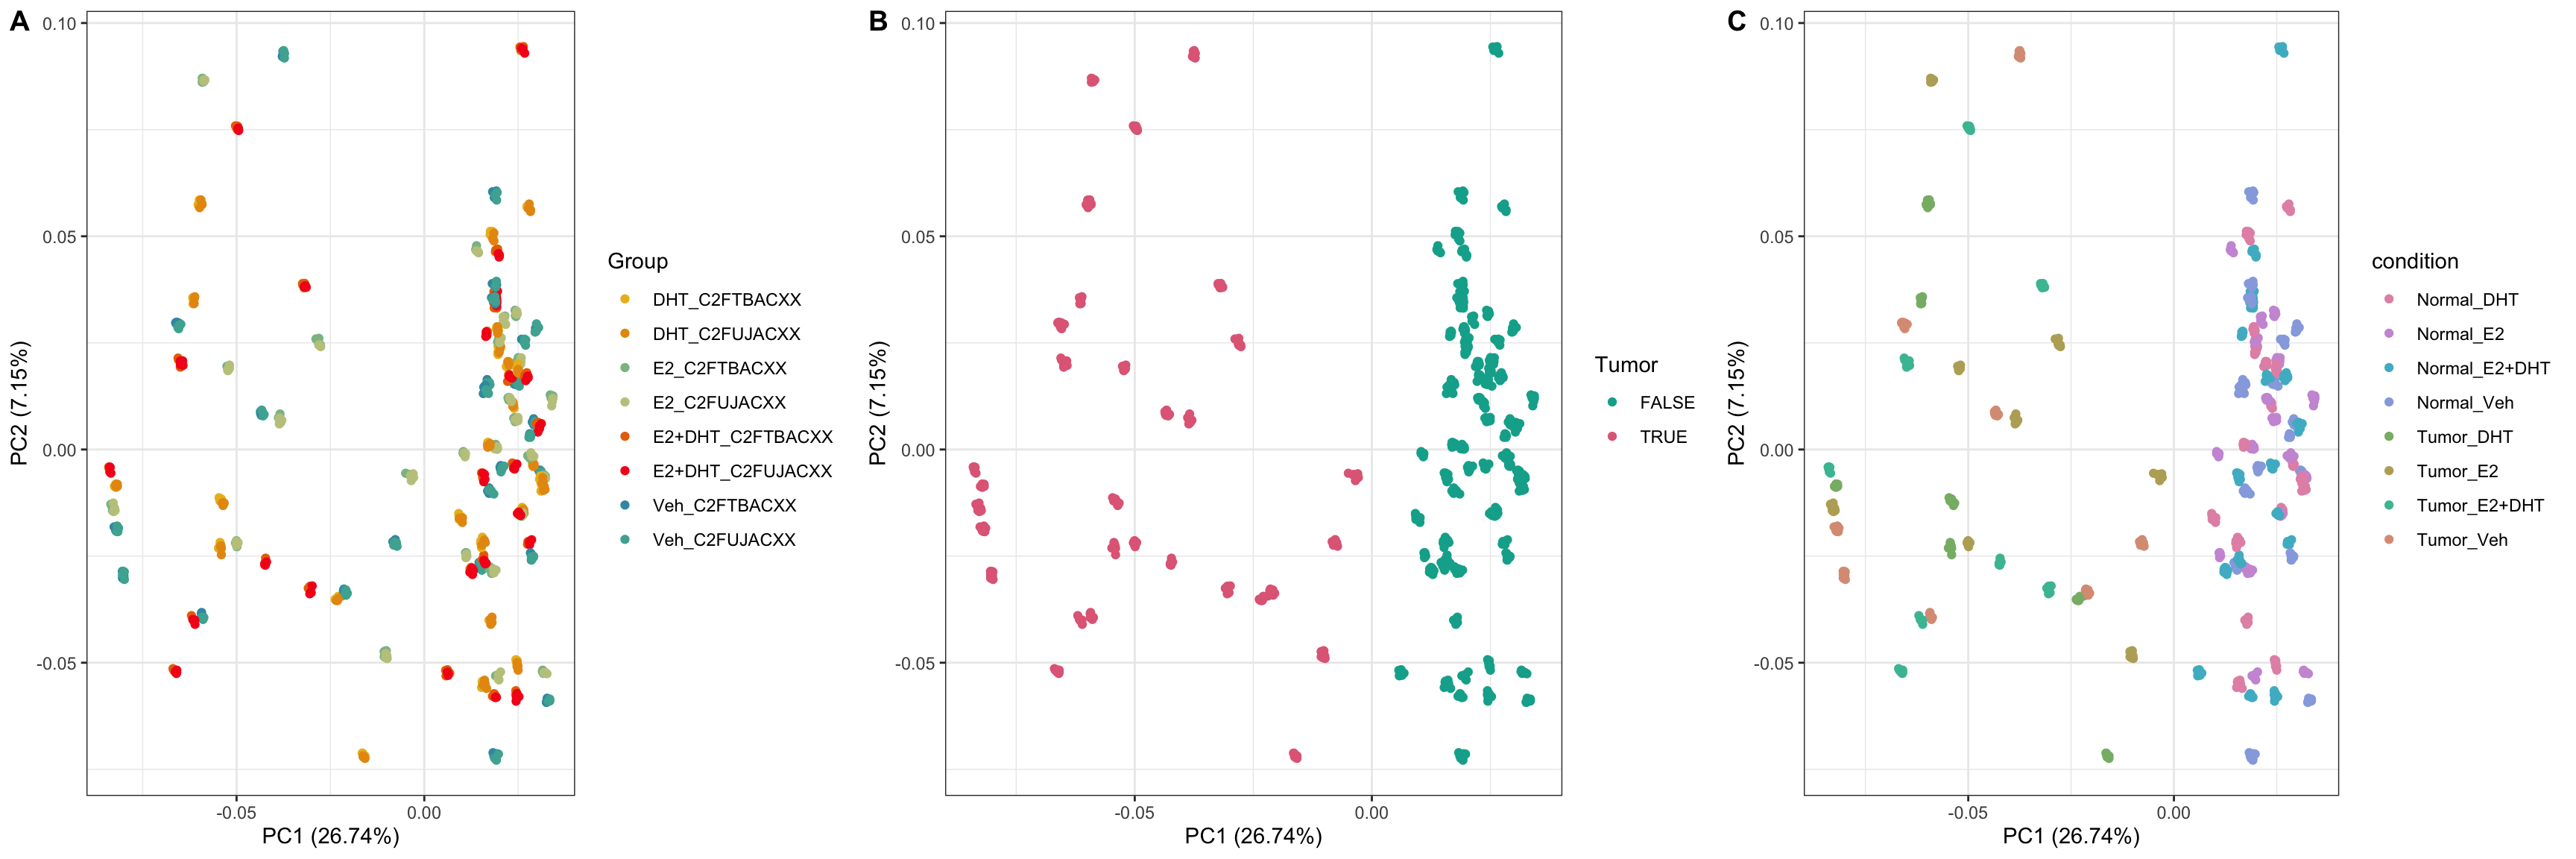 A
0.10
0.05
0.00
-0.05
PC2 (7.15%)
-0.05
0.00
PC1 (26.74%)
Group
DHT_C2FTBACXX
DHT_C2FUJACXX
E2_C2FTBACXX
E2_C2FUJACXX
E2+DHT_C2FTBACXX
E2+DHT_C2FUJACXX
Veh_C2FTBACXX
Veh_C2FUJACXX
B
0.10
0.05
0.00
-0.05
PC2 (7.15%)
-0.05
0.00
PC1 (26.74%)
Tumor
FALSE
TRUE
C
0.10
0.05
0.00
-0.05
PC2 (7.15%)
-0.05
0.00
PC1 (26.74%)
condition
Normal_DHT
Normal_E2
Normal_E2+DHT
Normal_Veh
Tumor_DHT
Tumor_E2
Tumor_E2+DHT
Tumor_Veh